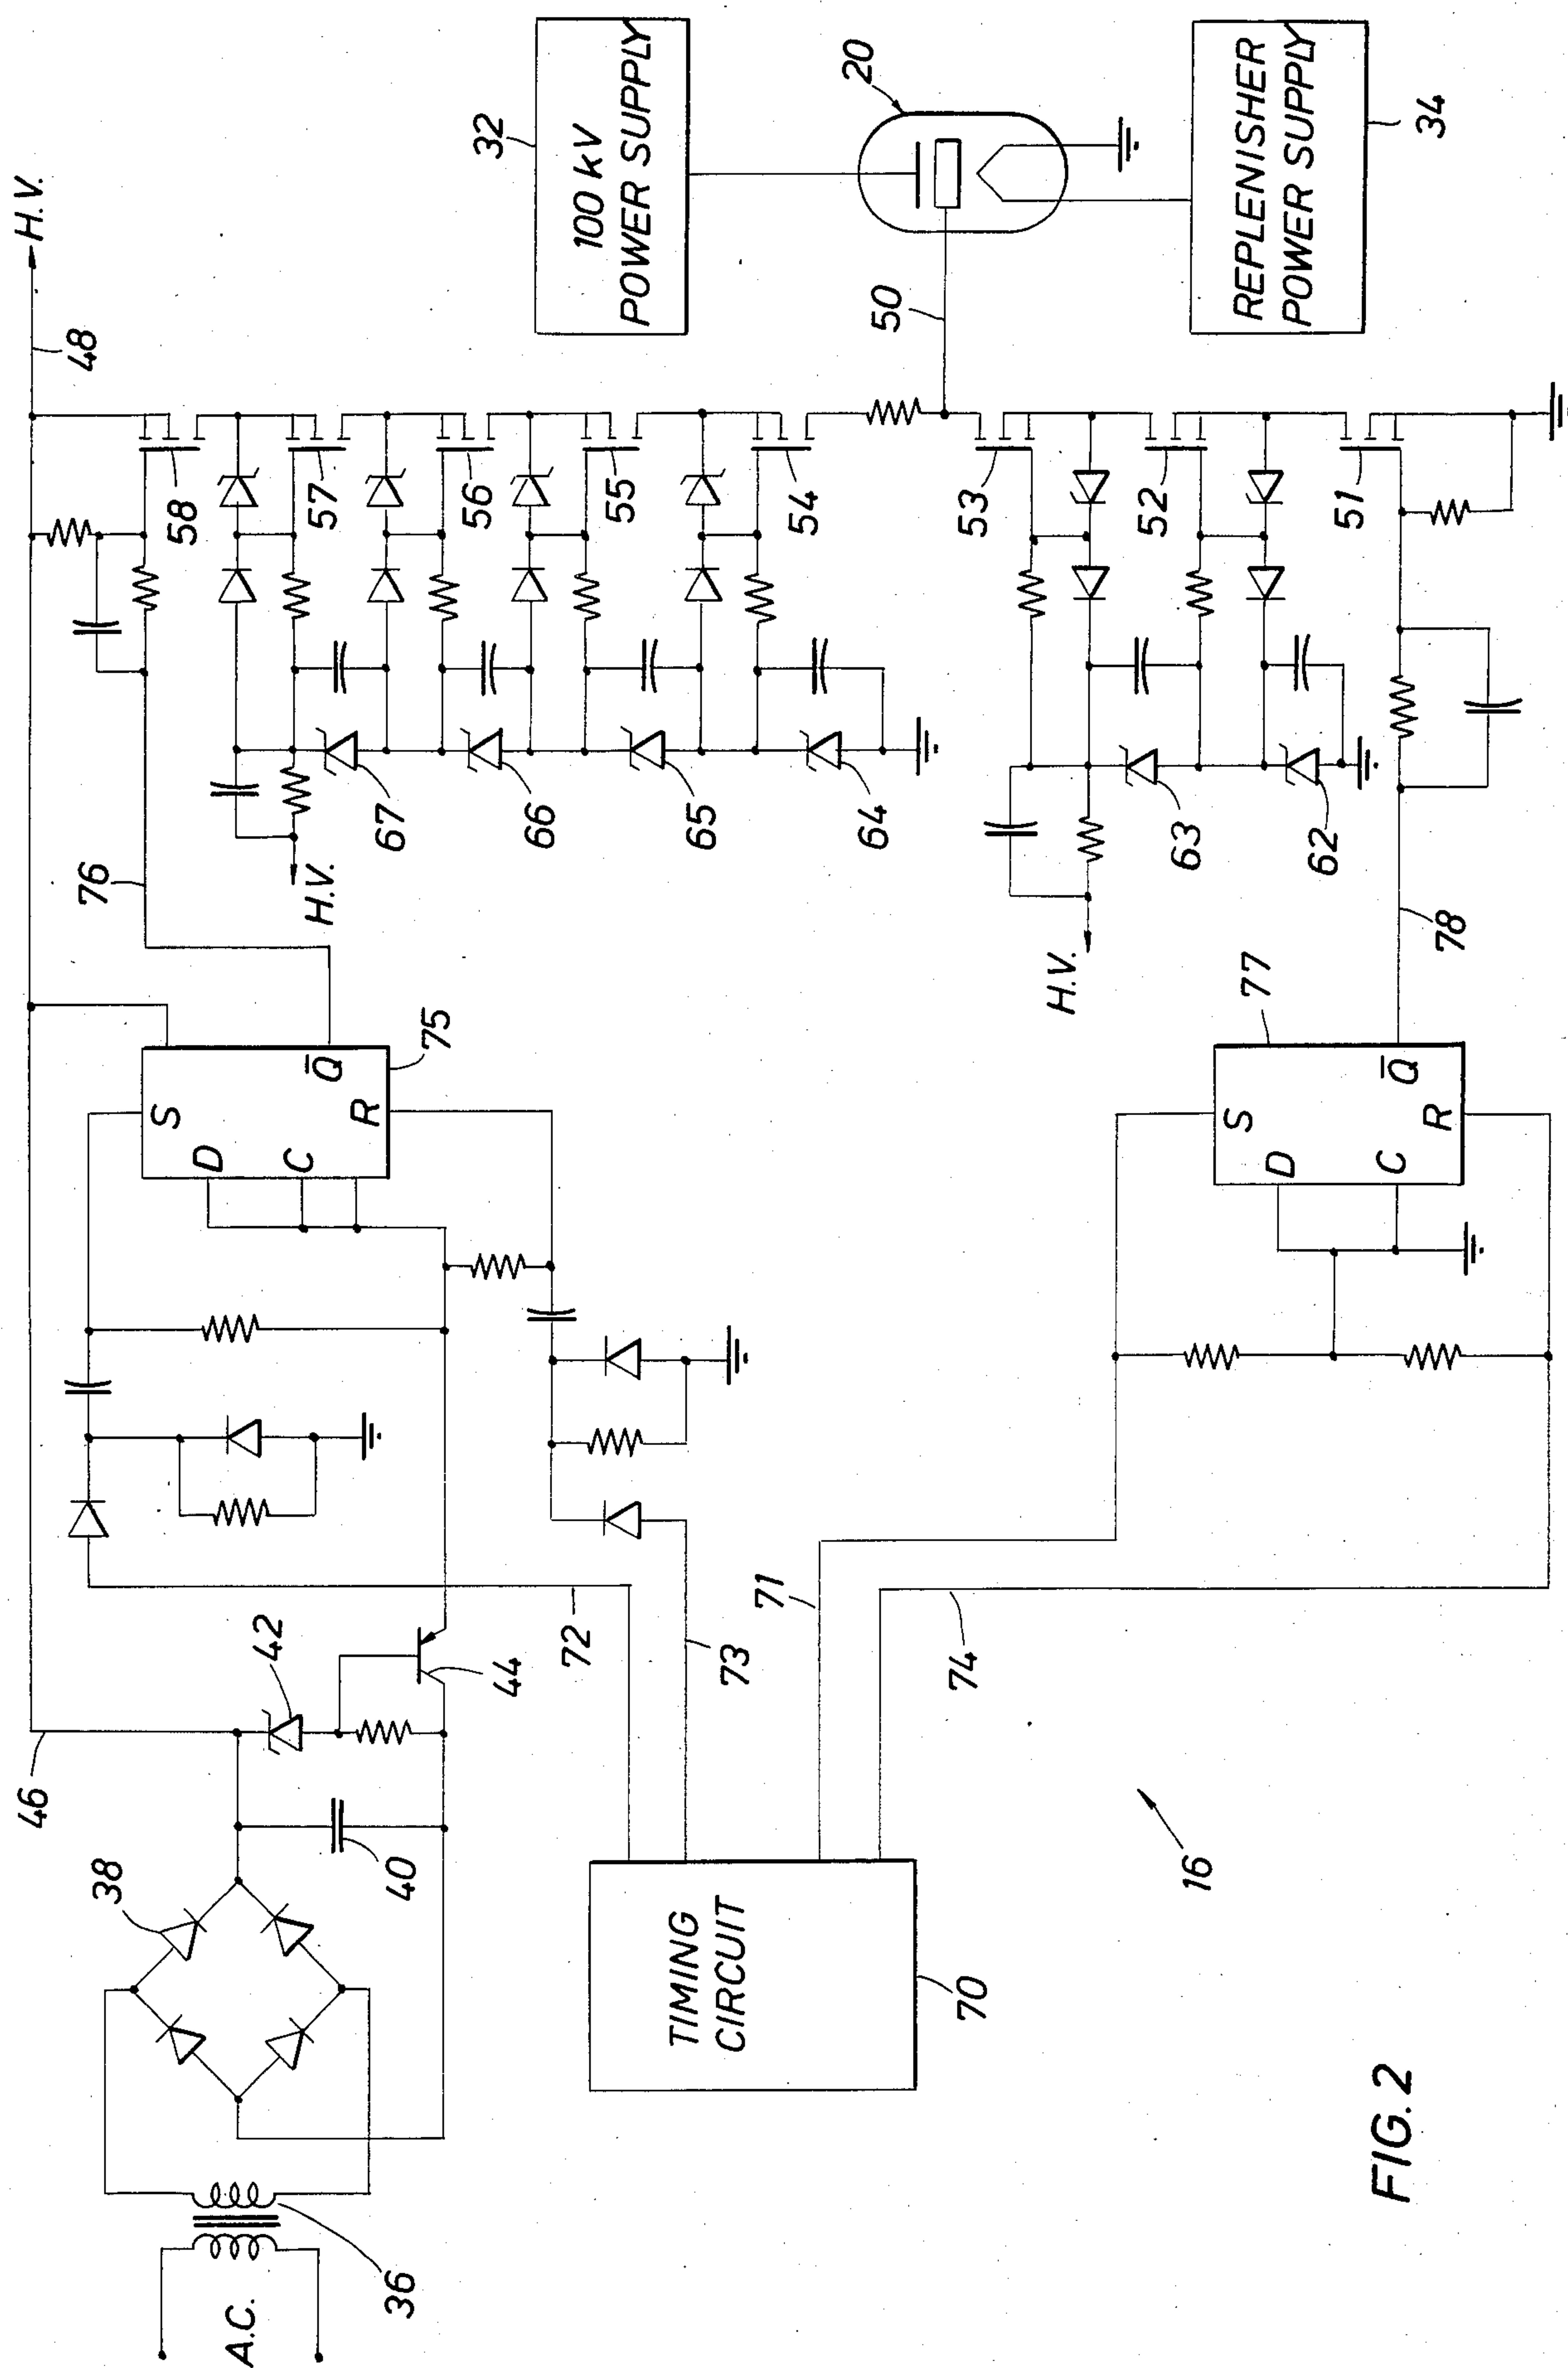 A.C.
36
38
40
46
42
44
72
73
71
74
TIMING
CIRCUIT
70
16
S
D
C
Q̅
R
75
76
H.V.
48
H.V.
58
57
56
55
54
67
66
65
64
53
52
51
63
62
H.V.
78
77
S
D
C
Q̅
R
50
32
100 kV
POWER SUPPLY
20
REPLENISHER
POWER SUPPLY
34
FIG. 2